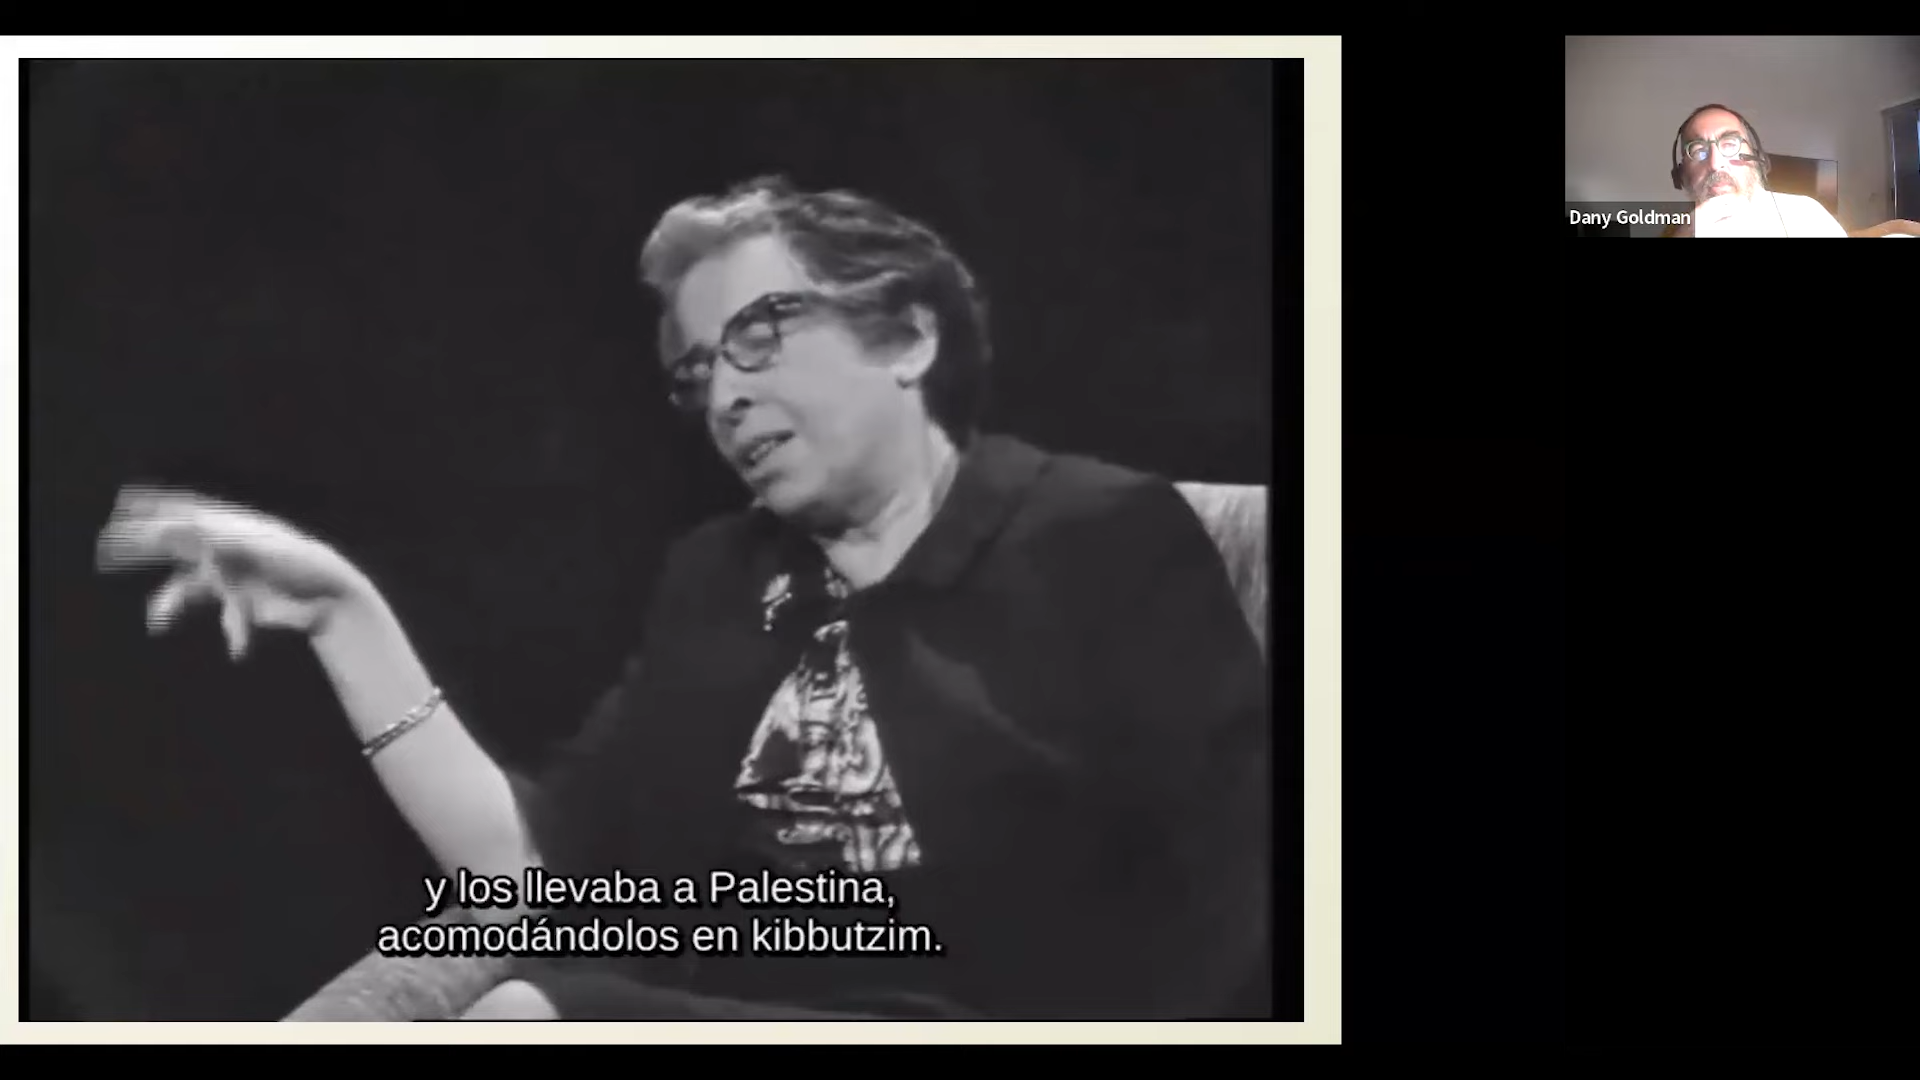 Dany Goldman
y los llevaba a Palestina,
acomodándolos en kibbutzim.